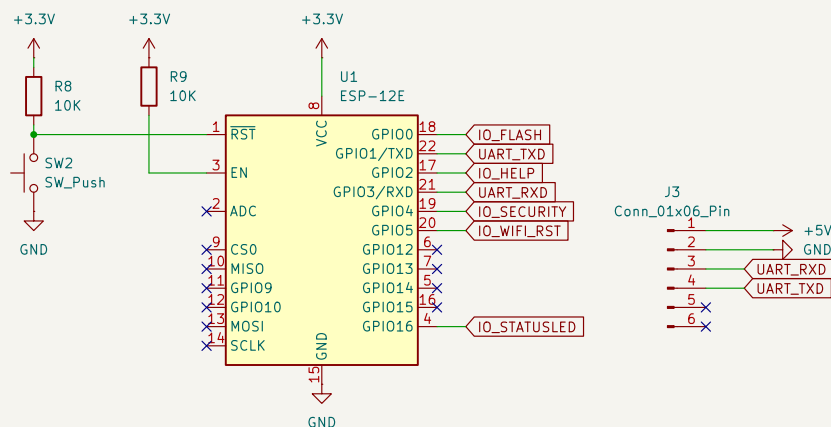 +3.3V
+3.3V
+3.3V
R8
10K
R9
10K
U1
ESP-12E
SW2
SW_Push
GND
1
3
2
9
10
11
12
13
14
8
15
18
22
17
21
19
20
6
7
5
16
4
RST
EN
ADC
CS0
MISO
GPIO9
GPIO10
MOSI
SCLK
VCC
GND
GPIO0
GPIO1/TXD
GPIO2
GPIO3/RXD
GPIO4
GPIO5
GPIO12
GPIO13
GPIO14
GPIO15
GPIO16
IO_FLASH
UART_TXD
IO_HELP
UART_RXD
IO_SECURITY
IO_WIFI_RST
IO_STATUSLED
GND
J3
Conn_01x06_Pin
1
2
3
4
5
6
+5V
GND
UART_RXD
UART_TXD